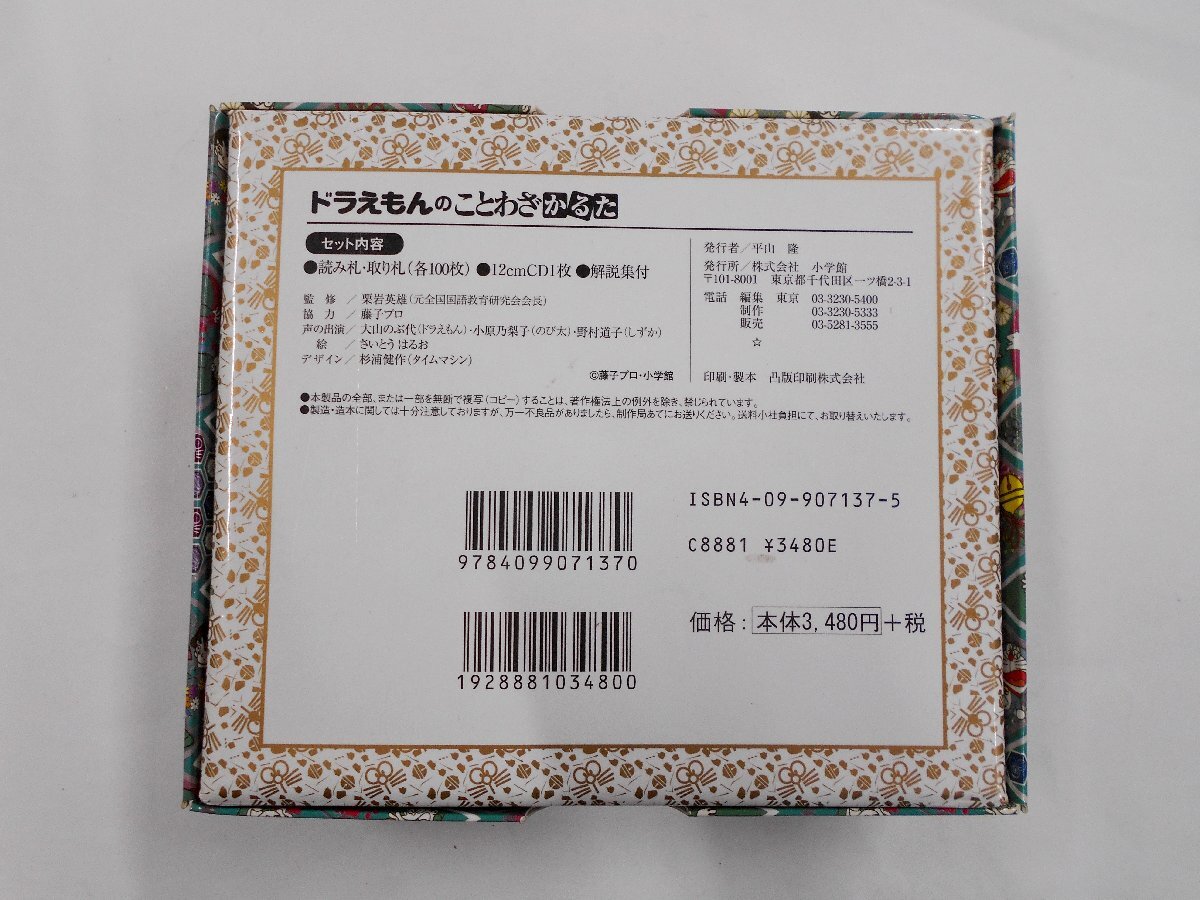 ドラえもんのことわざかるた
セット内容
●読み札・取り札(各100枚) ●12cmCD1枚 ●解説集付
監 修 / 栗岩英雄(元全国国語教育研究会会長)
協 力 / 藤子プロ
声の出演 / 大山のぶ代(ドラえもん)・小原乃梨子(のび太)・野村道子(しずか)
絵 / さいとうはるお
デザイン / 杉浦健作(タイムマシン)
©藤子プロ・小学館
発行者/平山 隆
発行所/株式会社 小学館
〒101-8001 東京都千代田区一ツ橋2-3-1
電話 編集 東京 03-3230-5400
制作 03-3230-5333
販売 03-5281-3555
☆
印刷・製本 凸版印刷株式会社
●本製品の全部、または一部を無断で複写(コピー)することは、著作権法上の例外を除き、禁じられています。
●製造・造本に関しては十分注意しておりますが、万一不良品がありましたら、制作局あてにお送りください。送料小社負担にて、お取り替えいたします。
9784099071370
ISBN4-09-907137-5
C8881 ¥3480E
1928881034800
価格: 本体3,480円+税